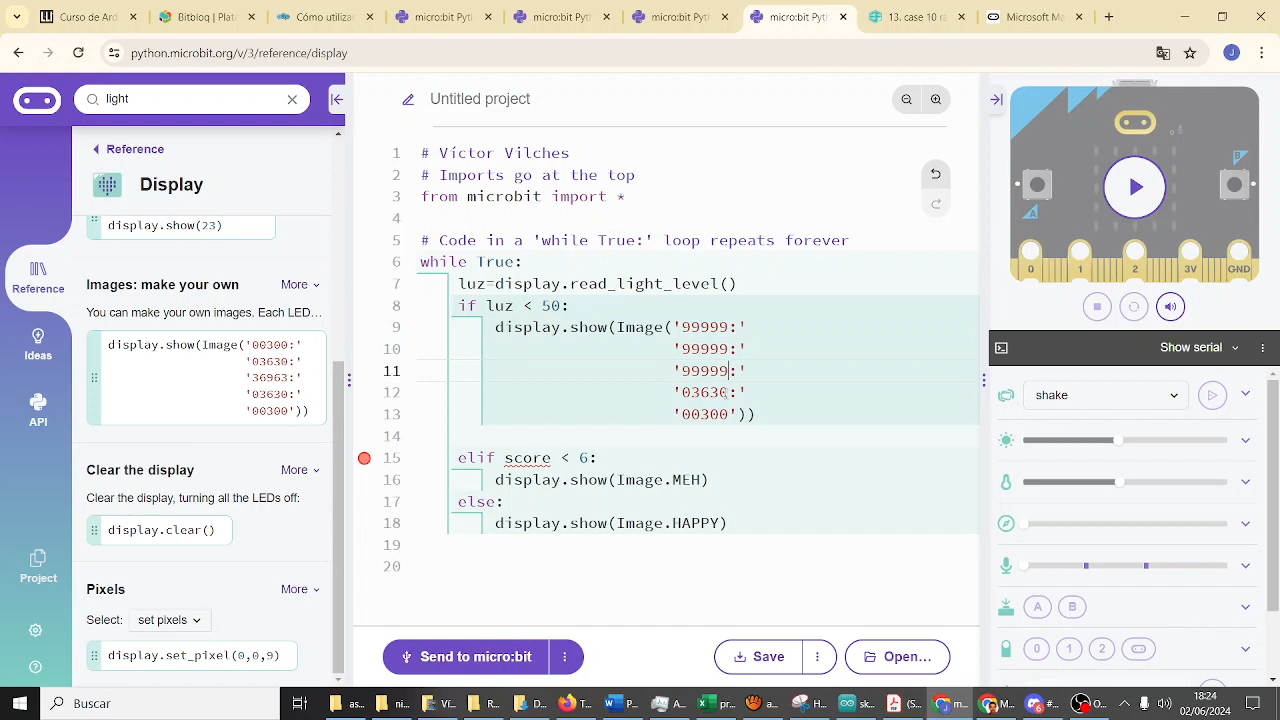 Curso de Ar
Bitbloq | Plat
Cómo utilizar
micro:bit Pyt
micro:bit Pyt
micro:bit Pyt
micro:bit Pyt
13. case 10 ra
Microsoft Ma
python.microbit.org/v/3/reference/display
J
light
Untitled project
Reference
Display
display.show(23)
Images: make your own More
You can make your own images. Each LED…
display.show(Image('00300:'
'03630:'
'36963:'
'03630:'
'00300'))
Clear the display More
Clear the display, turning all the LEDs off:
display.clear()
Pixels More
Select: set pixels
display.set_pixel(0,0,9)
Reference
Ideas
API
Project
1 # Víctor Vilches
2 # Imports go at the top
3 from microbit import *
4
5 # Code in a 'while True:' loop repeats forever
6 while True:
7 luz=display.read_light_level()
8 if luz < 50:
9 display.show(Image('99999:'
10 '99999:'
11 '99999:'
12 '03630:'
13 '00300'))
14
15 elif score < 6:
16 display.show(Image.MEH)
17 else:
18 display.show(Image.HAPPY)
19
20
Send to micro:bit
Save
Open...
A
B
0 1 2 3V GND
Show serial
shake
A B
0 1 2
Buscar
as
ni
Vi
R
D
F
W P
A
X P
a
H
sk
(S
m
F
d
O
18:24
02/06/2024